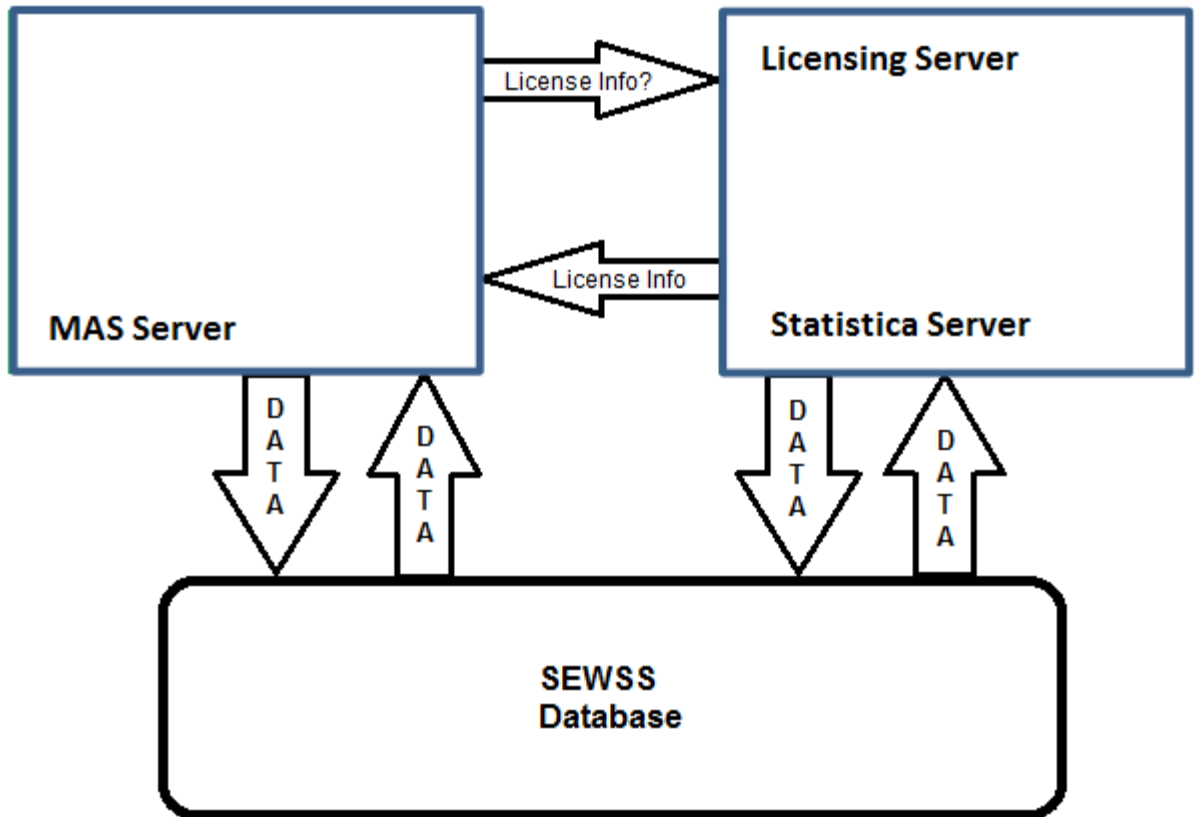 License Info?
Licensing Server
License Info
MAS Server
Statistica Server
D
A
T
A
D
A
T
A
D
A
T
A
D
A
T
A
SEWSS
Database